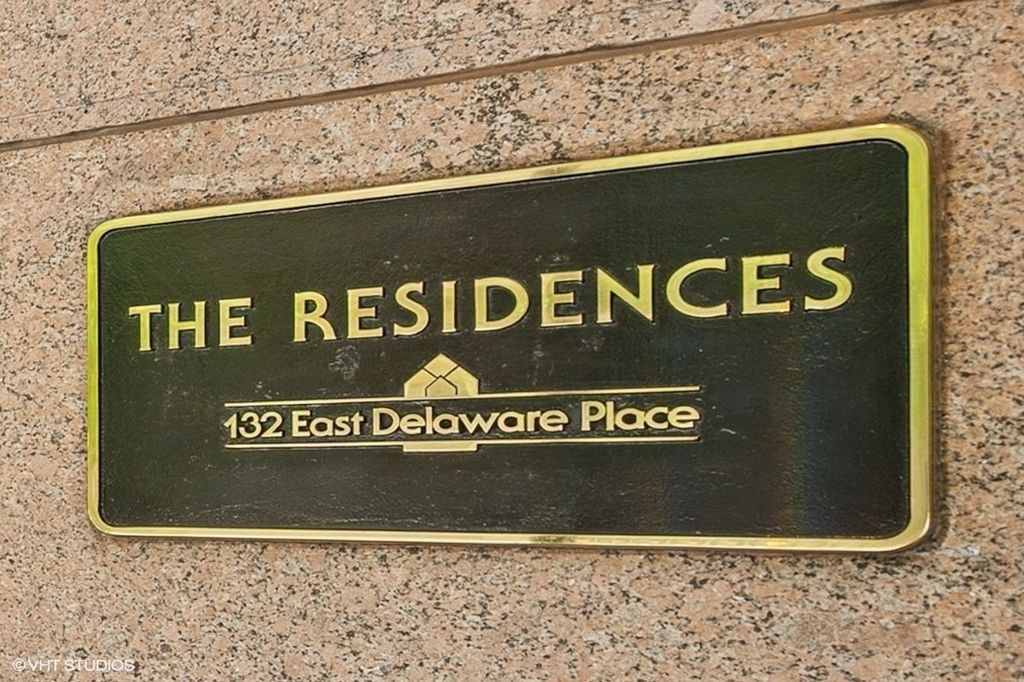 THE RESIDENCES
132 East Delaware Place
© VHT STUDIOS